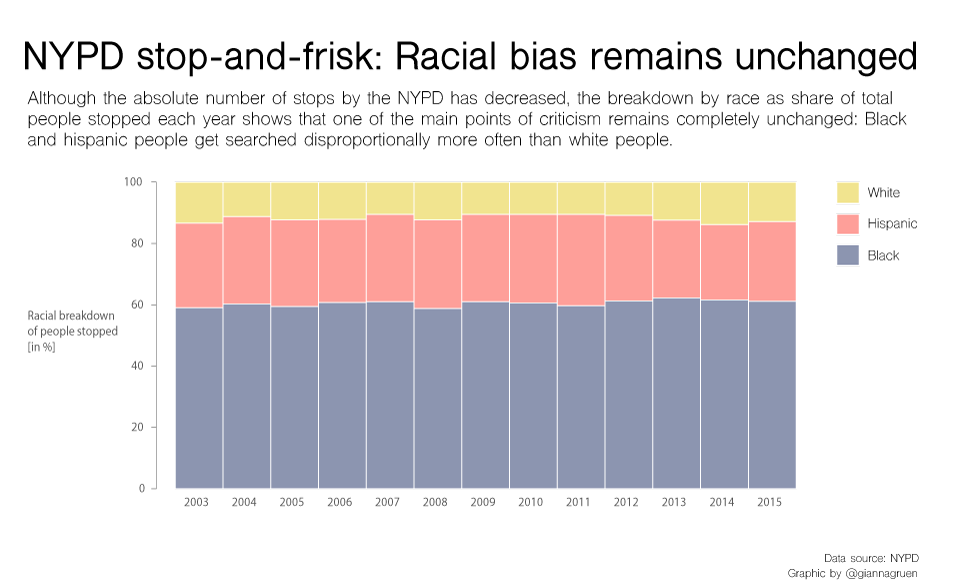 NYPD stop-and-frisk: Racial bias remains unchanged
Although the absolute number of stops by the NYPD has decreased, the breakdown by race as share of total
people stopped each year shows that one of the main points of criticism remains completely unchanged: Black
and hispanic people get searched disproportionally more often than white people.
100
80
60
40
20
0
Racial breakdown
of people stopped
[in %]
2003 2004 2005 2006 2007 2008 2009 2010 2011 2012 2013 2014 2015
White
Hispanic
Black
Data source: NYPD
Graphic by @giannagruen